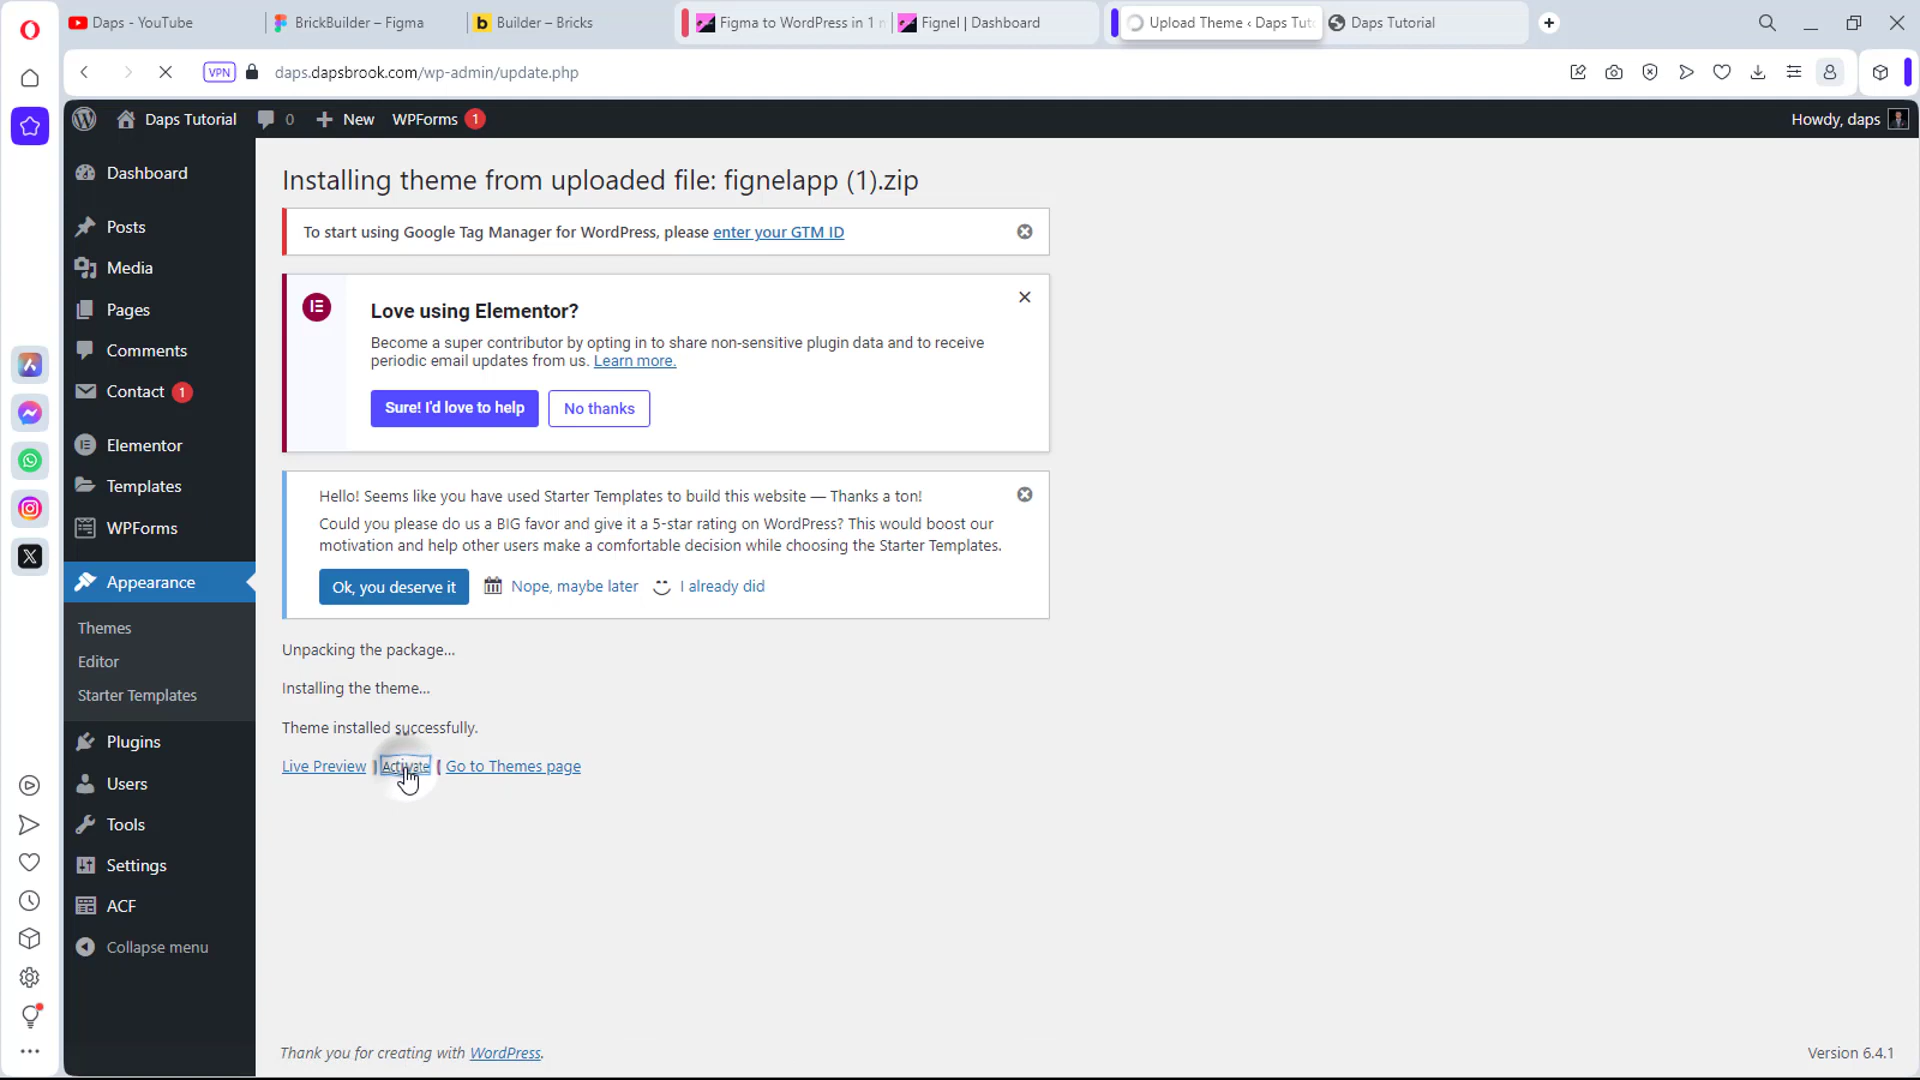 Daps - YouTube
BrickBuilder – Figma
Builder – Bricks
Figma to WordPress in 1
Fignel | Dashboard
Upload Theme ‹ Daps Tut
Daps Tutorial
VPN
daps.dapsbrook.com/wp-admin/update.php
Daps Tutorial
0
New
WPForms 1
Howdy, daps
Dashboard
Posts
Media
Pages
Comments
Contact 1
Elementor
Templates
WPForms
Appearance
Themes
Editor
Starter Templates
Plugins
Users
Tools
Settings
ACF
Collapse menu
Installing theme from uploaded file: fignelapp (1).zip
To start using Google Tag Manager for WordPress, please enter your GTM ID
Love using Elementor?
Become a super contributor by opting in to share non-sensitive plugin data and to receive
periodic email updates from us. Learn more.
Sure! I'd love to help
No thanks
Hello! Seems like you have used Starter Templates to build this website — Thanks a ton!
Could you please do us a BIG favor and give it a 5-star rating on WordPress? This would boost our
motivation and help other users make a comfortable decision while choosing the Starter Templates.
Ok, you deserve it
Nope, maybe later
I already did
Unpacking the package…
Installing the theme…
Theme installed successfully.
Live Preview | Activate | Go to Themes page
Thank you for creating with WordPress.
Version 6.4.1